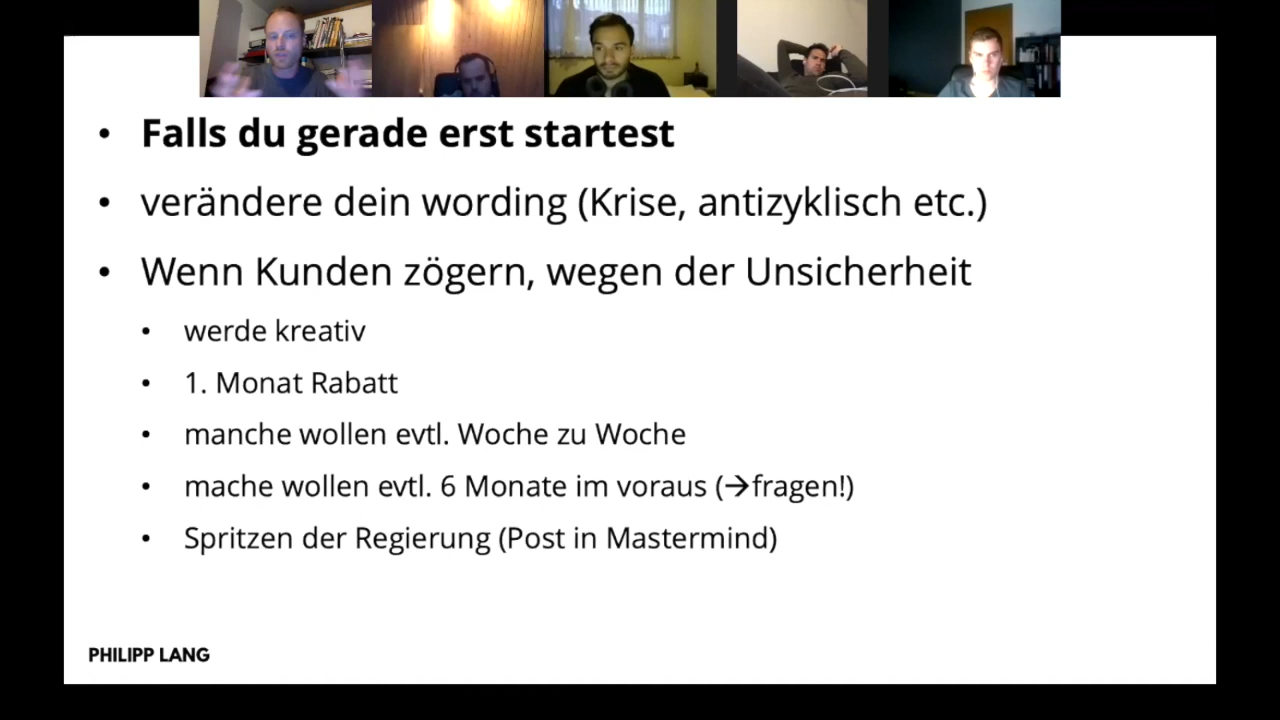 • Falls du gerade erst startest
• verändere dein wording (Krise, antizyklisch etc.)
• Wenn Kunden zögern, wegen der Unsicherheit
• werde kreativ
• 1. Monat Rabatt
• manche wollen evtl. Woche zu Woche
• mache wollen evtl. 6 Monate im voraus (→fragen!)
• Spritzen der Regierung (Post in Mastermind)
PHILIPP LANG